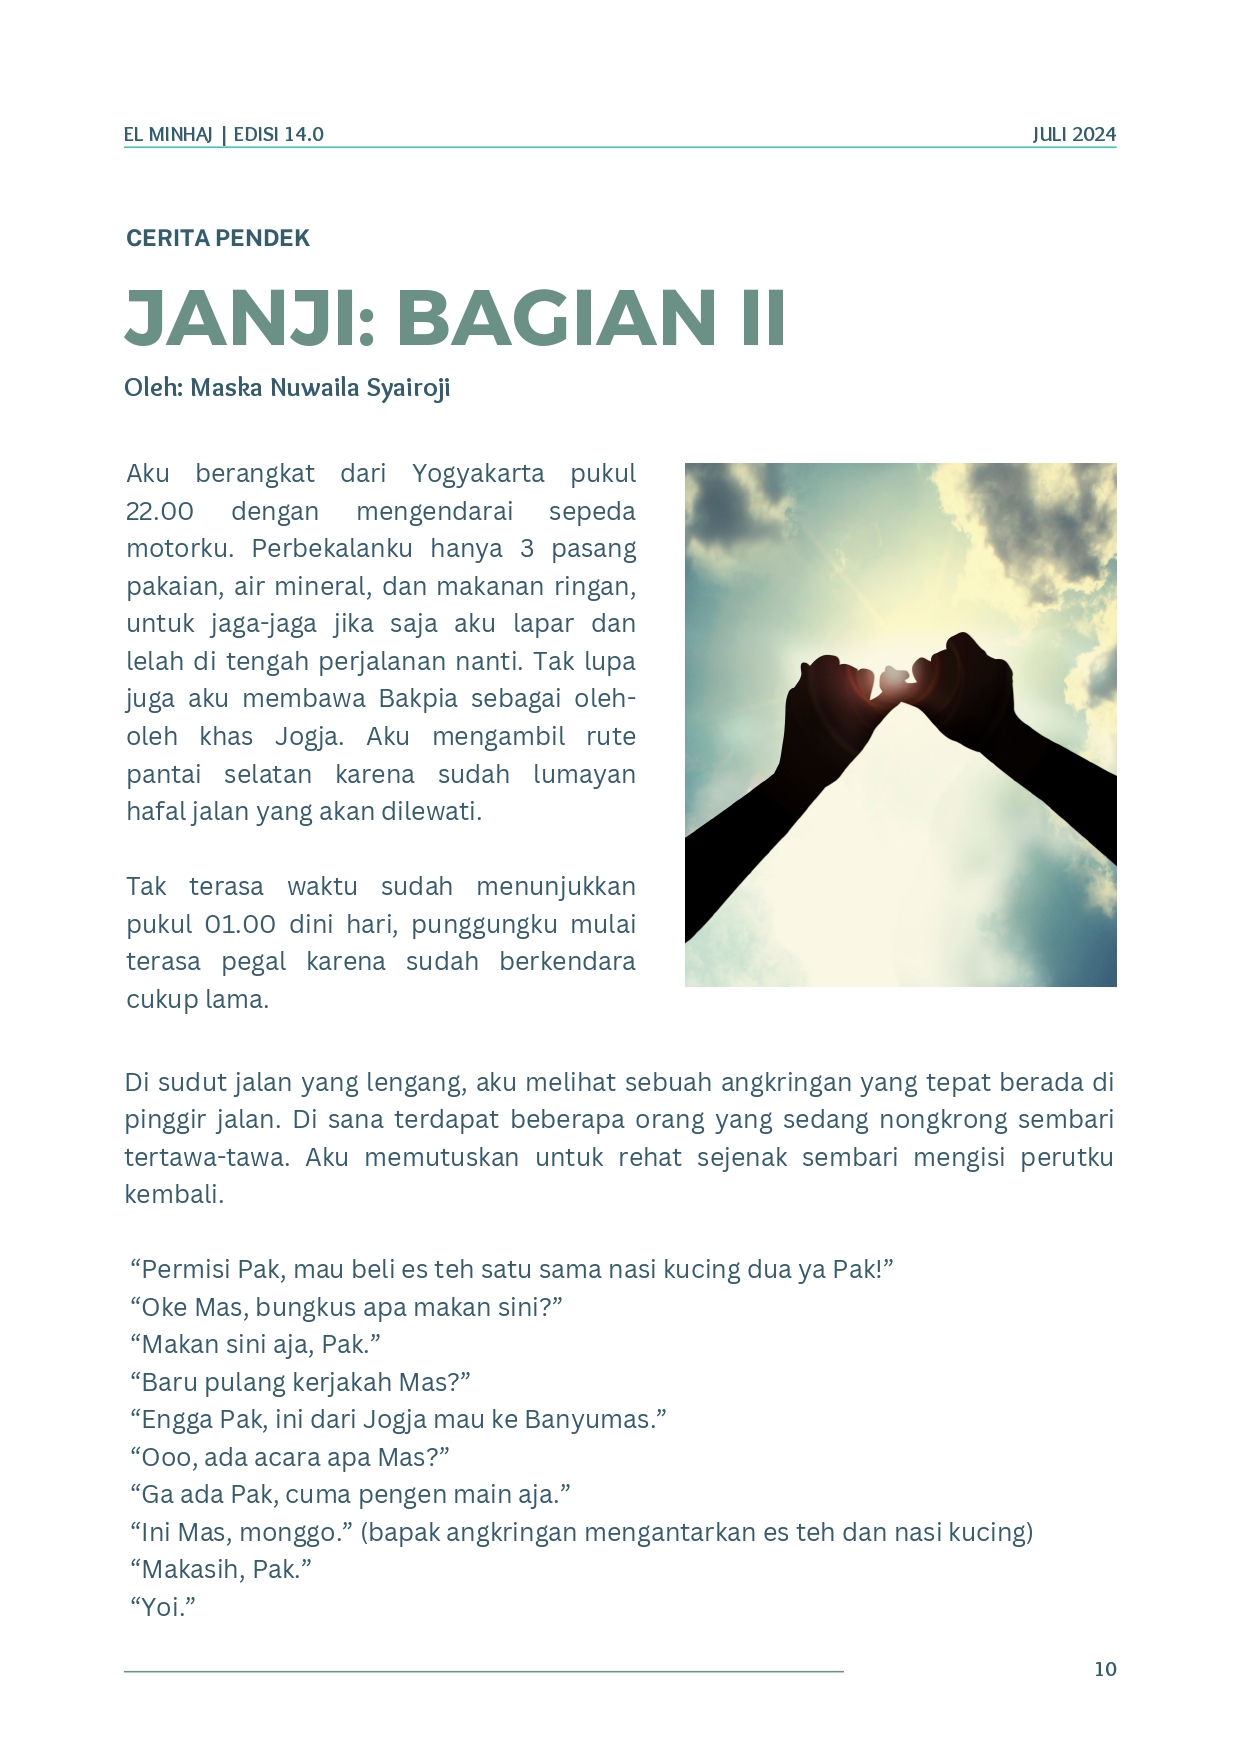 EL MINHAJ | EDISI 14.0
JULI 2024
CERITA PENDEK
JANJI: BAGIAN II
Oleh: Maska Nuwaila Syairoji
Aku berangkat dari Yogyakarta pukul
22.00 dengan mengendarai sepeda
motorku. Perbekalanku hanya 3 pasang
pakaian, air mineral, dan makanan ringan,
untuk jaga-jaga jika saja aku lapar dan
lelah di tengah perjalanan nanti. Tak lupa
juga aku membawa Bakpia sebagai oleh-
oleh khas Jogja. Aku mengambil rute
pantai selatan karena sudah lumayan
hafal jalan yang akan dilewati.
Tak terasa waktu sudah menunjukkan
pukul 01.00 dini hari, punggungku mulai
terasa pegal karena sudah berkendara
cukup lama.
Di sudut jalan yang lengang, aku melihat sebuah angkringan yang tepat berada di
pinggir jalan. Di sana terdapat beberapa orang yang sedang nongkrong sembari
tertawa-tawa. Aku memutuskan untuk rehat sejenak sembari mengisi perutku
kembali.
“Permisi Pak, mau beli es teh satu sama nasi kucing dua ya Pak!”
“Oke Mas, bungkus apa makan sini?”
“Makan sini aja, Pak.”
“Baru pulang kerjakah Mas?”
“Engga Pak, ini dari Jogja mau ke Banyumas.”
“Ooo, ada acara apa Mas?”
“Ga ada Pak, cuma pengen main aja.”
“Ini Mas, monggo.” (bapak angkringan mengantarkan es teh dan nasi kucing)
“Makasih, Pak.”
“Yoi.”
10